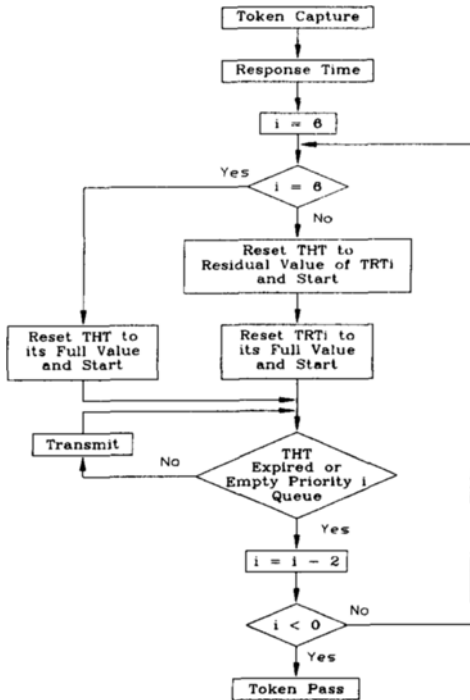 Token Capture
Response Time
i = 6
Yes
i = 6
No
Reset THT to
Residual Value of TRTi
and Start
Reset THT to
its Full Value
and Start
Reset TRTi to
its Full Value
and Start
Transmit
No
THT
Expired or
Empty Priority i
Queue
Yes
i = i - 2
i < 0
No
Yes
Token Pass